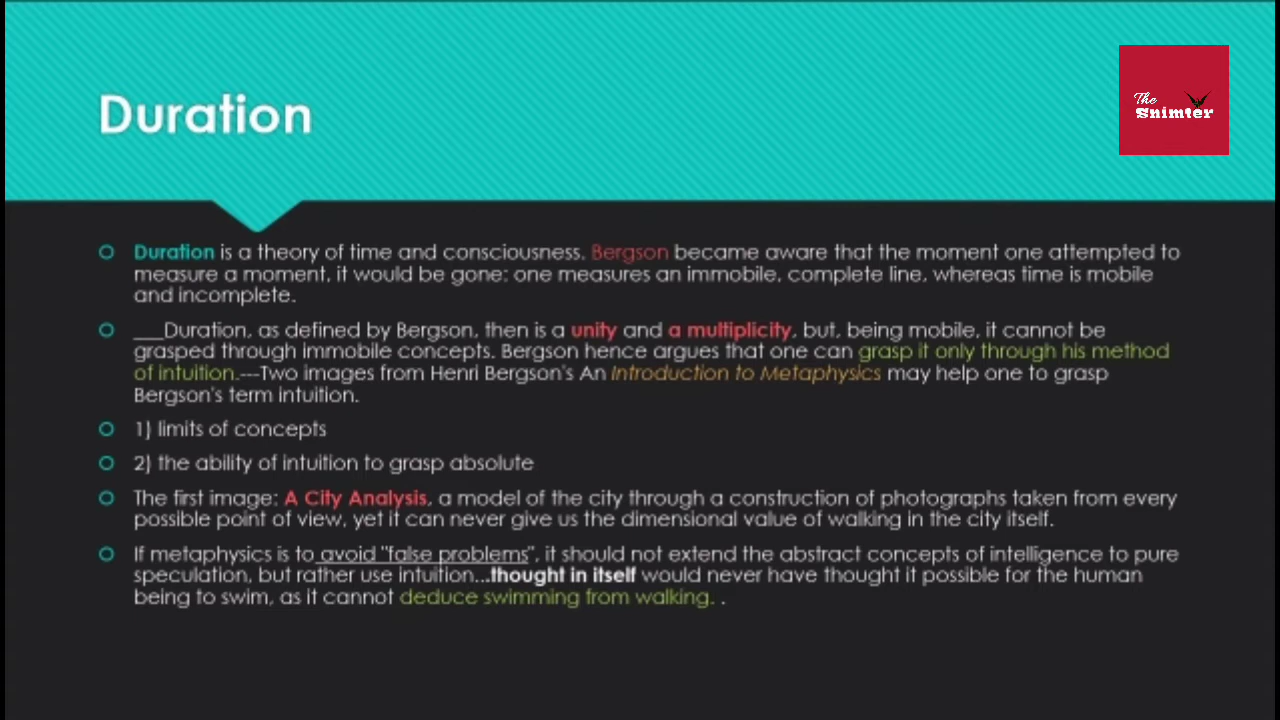 Duration
The
Snimter
Duration is a theory of time and consciousness. Bergson became aware that the moment one attempted to
measure a moment, it would be gone: one measures an immobile, complete line, whereas time is mobile
and incomplete.
___Duration, as defined by Bergson, then is a unity and a multiplicity, but, being mobile, it cannot be
grasped through immobile concepts. Bergson hence argues that one can grasp it only through his method
of intuition.---Two images from Henri Bergson's An Introduction to Metaphysics may help one to grasp
Bergson's term intuition.
1) limits of concepts
2) the ability of intuition to grasp absolute
The first image: A City Analysis, a model of the city through a construction of photographs taken from every
possible point of view, yet it can never give us the dimensional value of walking in the city itself.
If metaphysics is to avoid "false problems", it should not extend the abstract concepts of intelligence to pure
speculation, but rather use intuition...thought in itself would never have thought it possible for the human
being to swim, as it cannot deduce swimming from walking. .